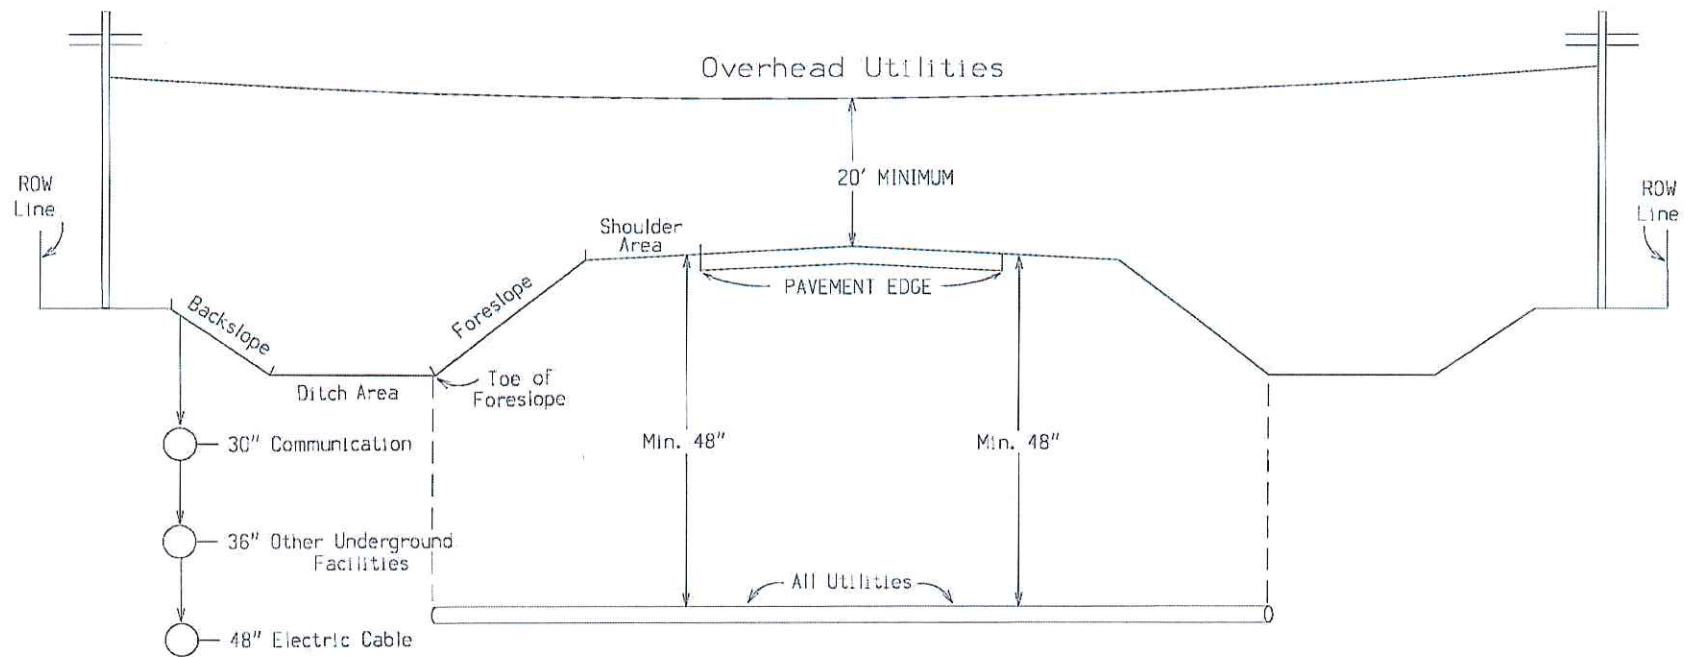 Overhead Utilities
20' MINIMUM
ROW
Line
ROW
Line
Shoulder
Area
PAVEMENT EDGE
Backslope
Foreslope
Ditch Area
Toe of
Foreslope
30" Communication
Min. 48"
Min. 48"
36" Other Underground
Facilities
All Utilities
48" Electric Cable